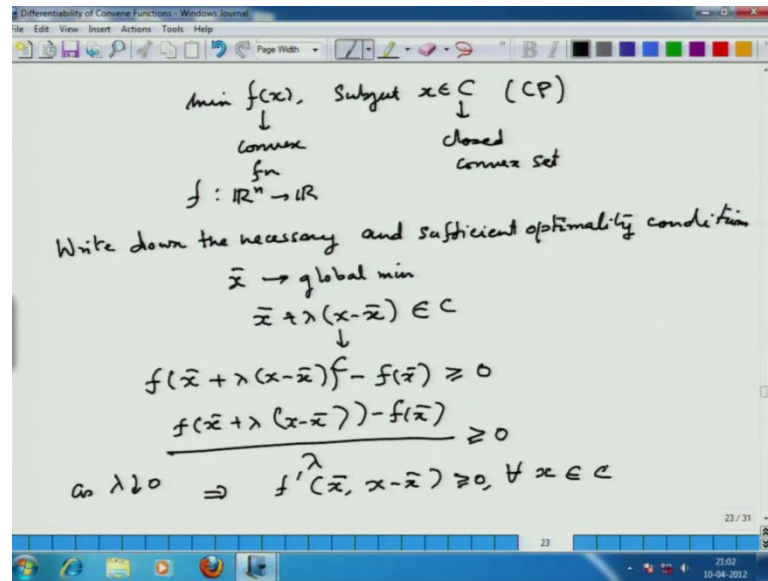 Differentiability of Convene Functions - Windows Journal
File Edit View Insert Actions Tools Help
Page Width
B I
min f(x), Subject x ∈ C (CP)
↓ ↓
convex closed
fn convex set
f : ℝⁿ → ℝ
Write down the necessary and sufficient optimality condition
x̄ → global min
x̄ + λ(x-x̄) ∈ C
↓
f(x̄ + λ(x-x̄)) - f(x̄) ≥ 0
f(x̄ + λ(x-x̄)) - f(x̄)
≥ 0
λ
as λ↓0 ⇒ f'(x̄, x-x̄) ≥ 0, ∀ x ∈ C
23 / 31
23
21:02
10-04-2012